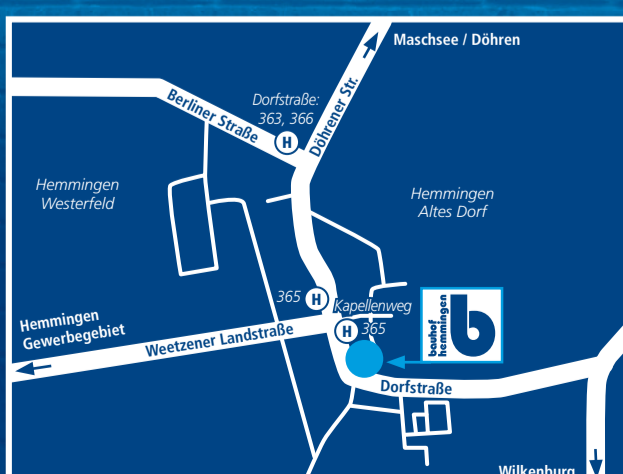 Maschsee / Döhren
Berliner Straße
Dorfstraße:
363, 366
H
Döhrener Str.
Hemmingen
Westerfeld
Hemmingen
Altes Dorf
365 H
Kapellenweg
H 365
Hemmingen
Gewerbegebiet
Weetzener Landstraße
bauhof
hemmingen
b
Dorfstraße
Wilkenburg